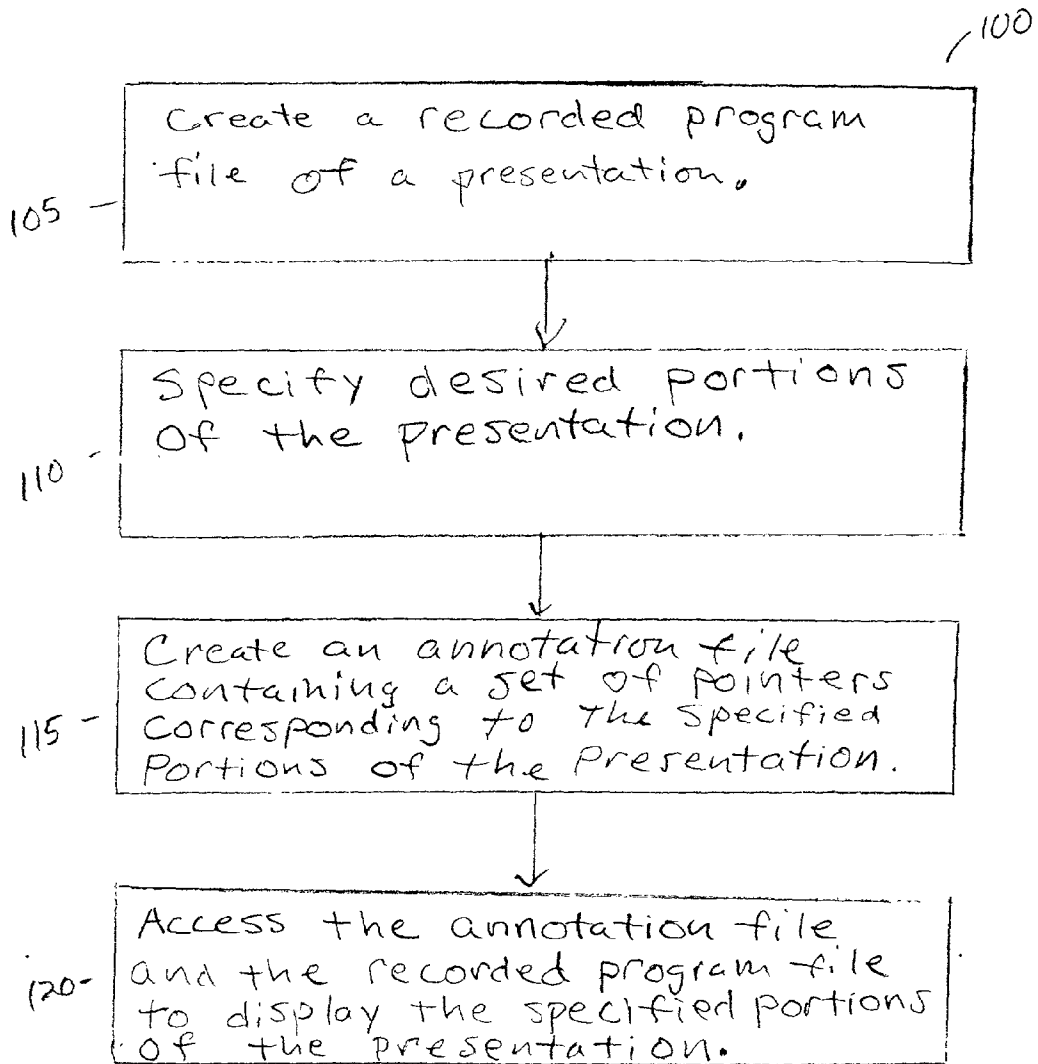 100
Create a recorded program
file of a presentation.
105
Specify desired portions
of the presentation.
110
Create an annotation file
containing a set of pointers
corresponding to the specified
Portions of the Presentation.
115
Access the annotation file
and the recorded program file
to display the specified portions
of the presentation.
120